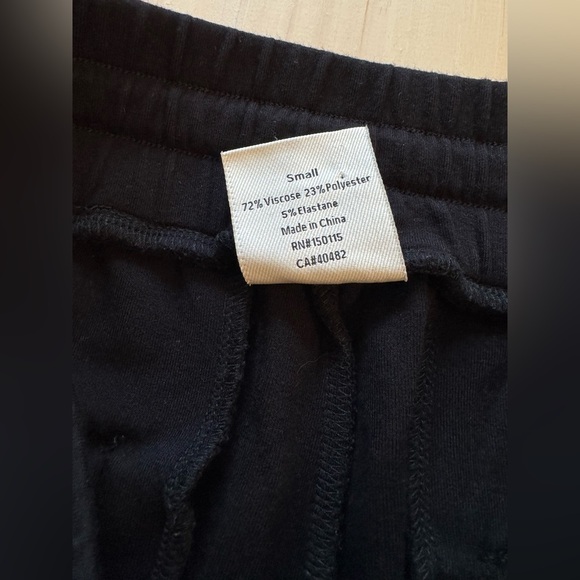 Small
72% Viscose 23% Polyester
5% Elastane
Made in China
RN#150115
CA#40482